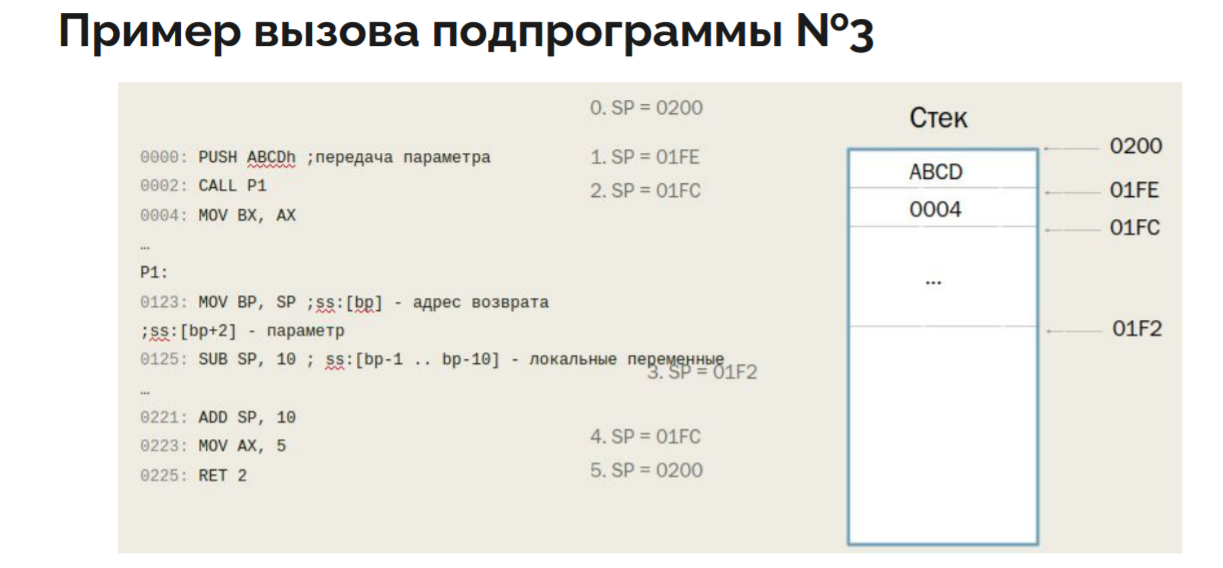 Пример вызова подпрограммы №3
0. SP = 0200
0000: PUSH ABCDh ;передача параметра
1. SP = 01FE
0002: CALL P1
2. SP = 01FC
0004: MOV BX, AX
…
P1:
0123: MOV BP, SP ;ss:[bp] - адрес возврата
;ss:[bp+2] - параметр
0125: SUB SP, 10 ; ss:[bp-1 .. bp-10] - локальные переменные
3. SP = 01F2
…
0221: ADD SP, 10
4. SP = 01FC
0223: MOV AX, 5
5. SP = 0200
0225: RET 2
Стек
0200
ABCD
01FE
0004
01FC
...
01F2